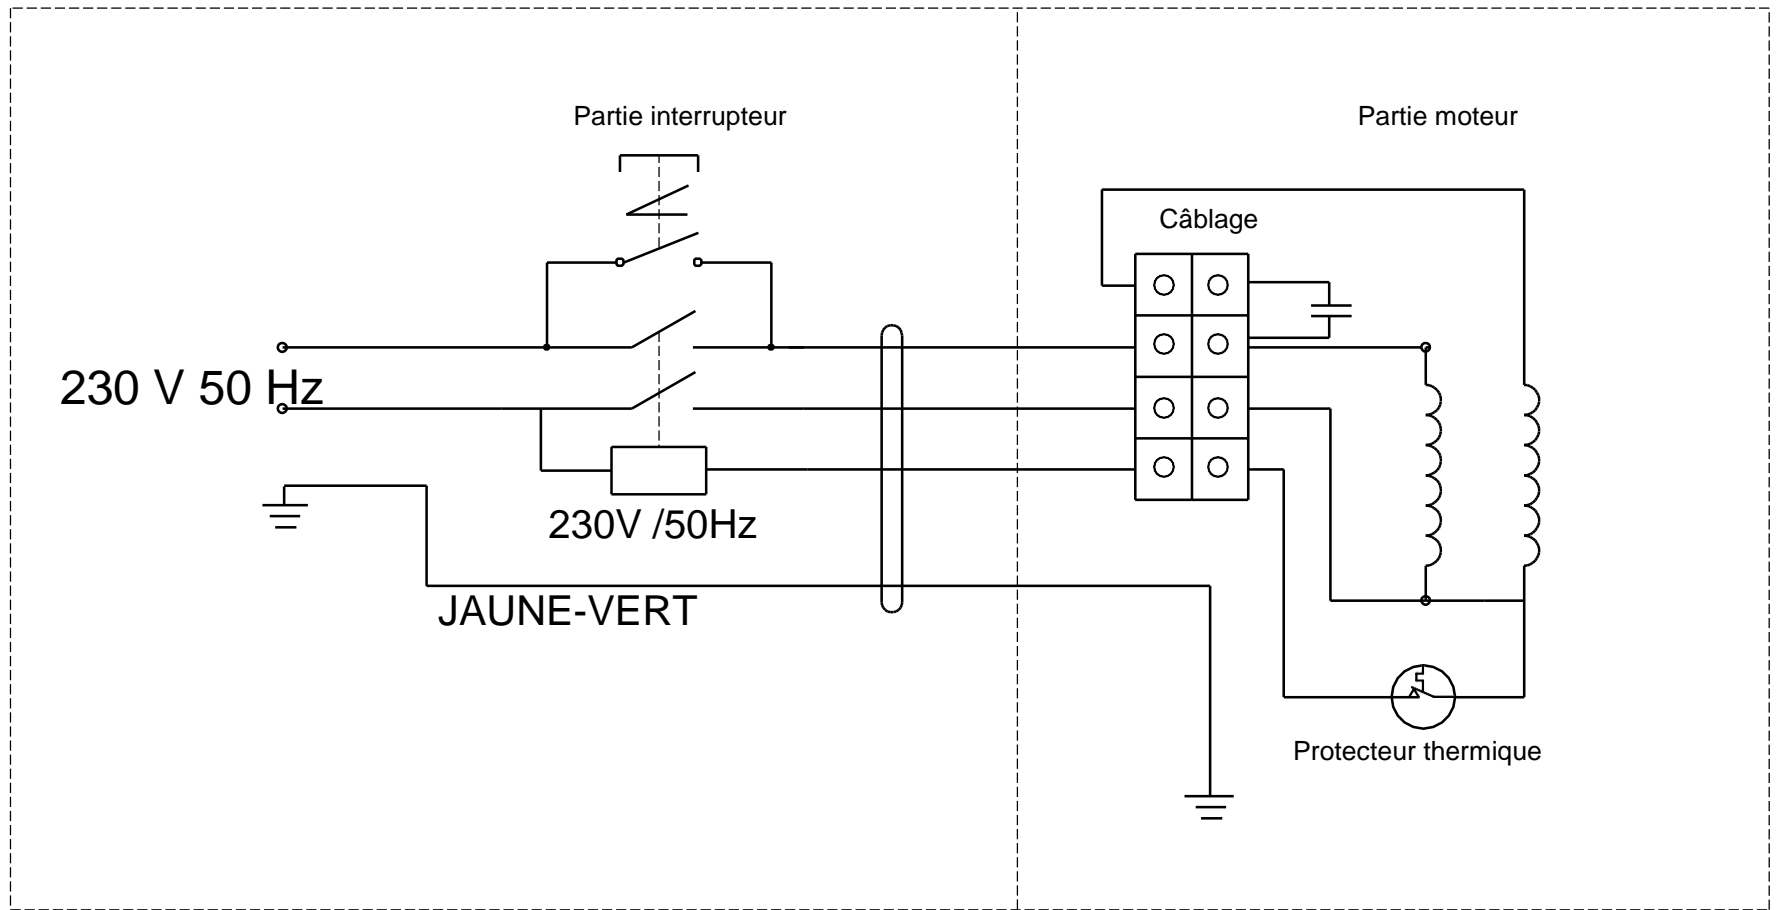 Partie interrupteur
Partie moteur
Câblage
230 V 50 Hz
230V /50Hz
JAUNE-VERT
Protecteur thermique